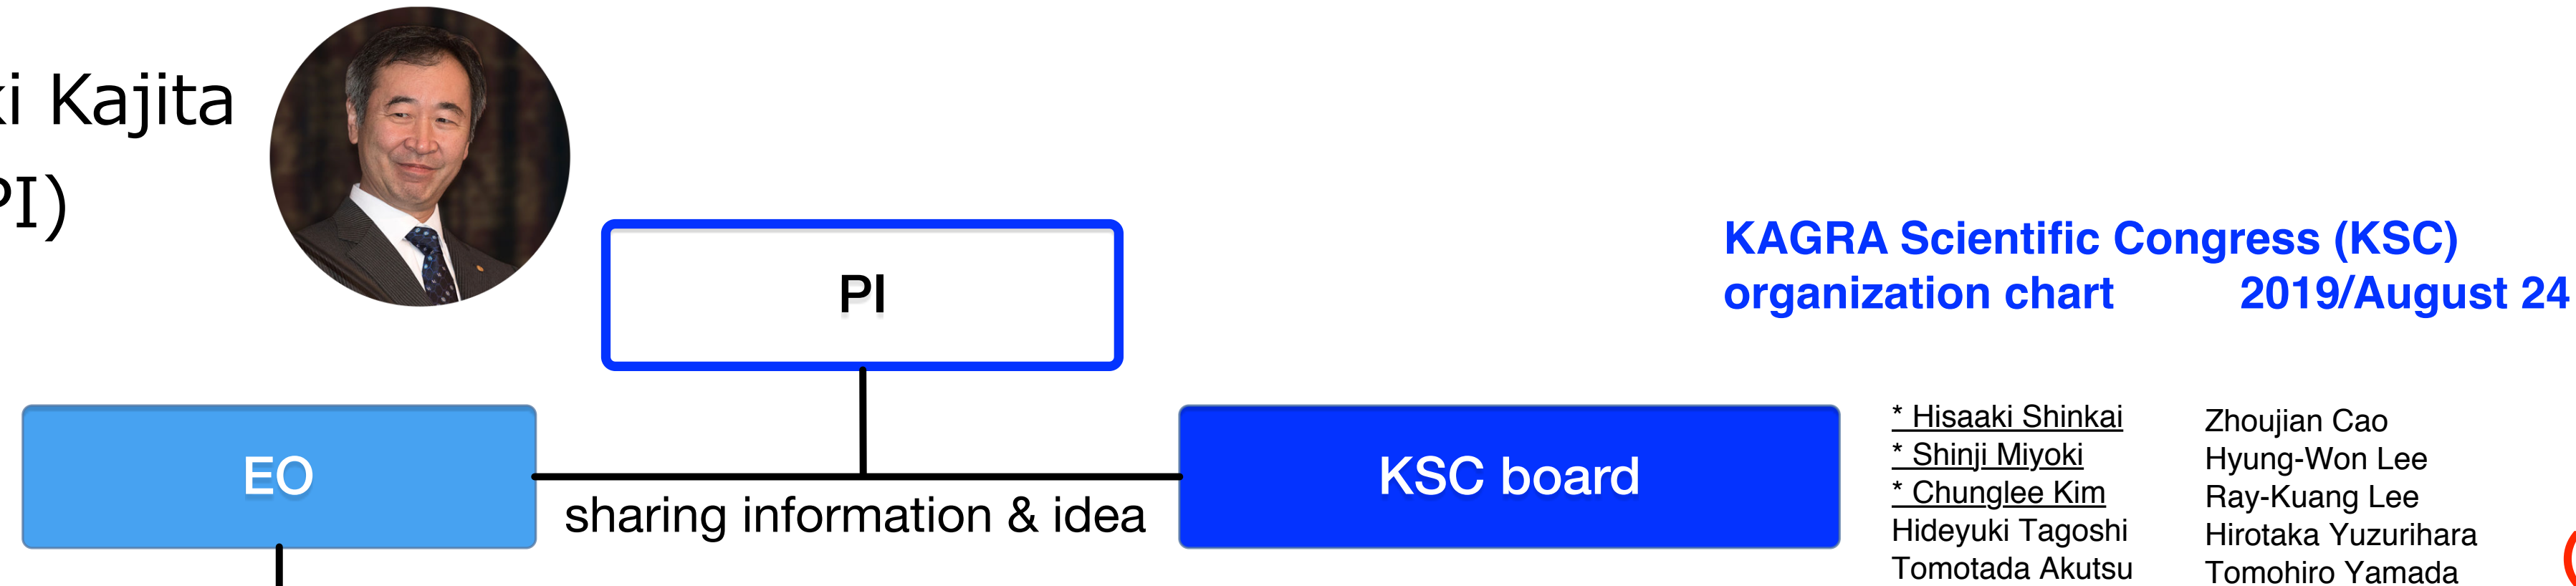 ki Kajita
PI)
PI
KAGRA Scientific Congress (KSC)
organization chart 2019/August 24
EO
sharing information & idea
KSC board
* Hisaaki Shinkai
* Shinji Miyoki
* Chunglee Kim
Hideyuki Tagoshi
Tomotada Akutsu
Zhoujian Cao
Hyung-Won Lee
Ray-Kuang Lee
Hirotaka Yuzurihara
Tomohiro Yamada